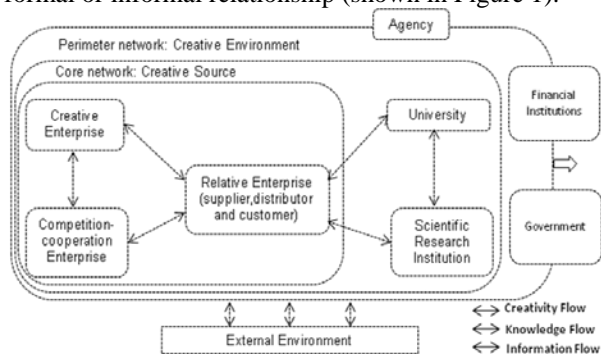 formal or informal relationship (shown in Figure 1).
Agency
Perimeter network: Creative Environment
Core network: Creative Source
Creative
Enterprise
University
Financial
Institutions
Relative Enterprise
(supplier,distributor
and customer)
Competition-
cooperation
Enterprise
Scientific
Research
Institution
Government
External Environment
Creativity Flow
Knowledge Flow
Information Flow